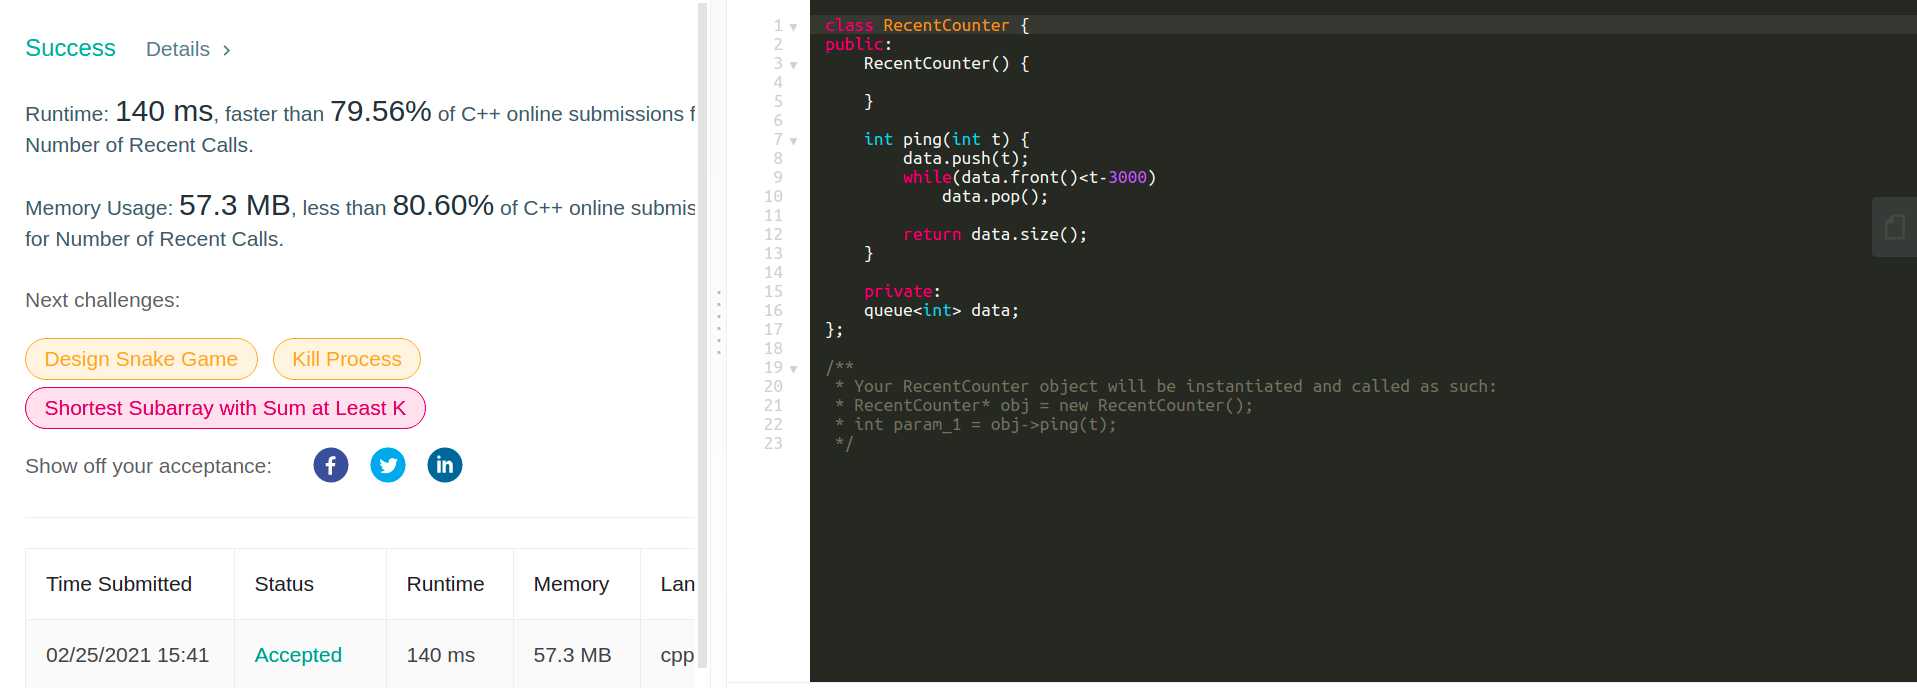 Success Details >
Runtime: 140 ms, faster than 79.56% of C++ online submissions f
Number of Recent Calls.
Memory Usage: 57.3 MB, less than 80.60% of C++ online submis
for Number of Recent Calls.
Next challenges:
Design Snake Game Kill Process
Shortest Subarray with Sum at Least K
Show off your acceptance:
Time Submitted Status Runtime Memory Lan
02/25/2021 15:41 Accepted 140 ms 57.3 MB cpp
1 class RecentCounter {
2 public:
3     RecentCounter() {
4
5     }
6
7     int ping(int t) {
8         data.push(t);
9         while(data.front()<t-3000)
10             data.pop();
11
12         return data.size();
13     }
14
15     private:
16     queue<int> data;
17 };
18
19 /**
20  * Your RecentCounter object will be instantiated and called as such:
21  * RecentCounter* obj = new RecentCounter();
22  * int param_1 = obj->ping(t);
23  */